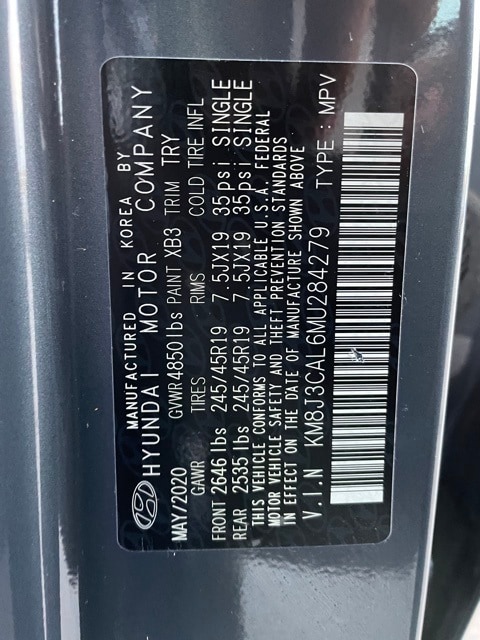 MANUFACTURED IN KOREA BY
HYUNDAI MOTOR COMPANY
MAY/2020 GVWR4850lbs PAINT XB3 TRIM TRY
GAWR TIRES RIMS COLD TIRE INFL
FRONT 2646 lbs 245/45R19 7.5JX19 35psi SINGLE
REAR 2535 lbs 245/45R19 7.5JX19 35psi SINGLE
THIS VEHICLE CONFORMS TO ALL APPLICABLE U.S.A. FEDERAL
MOTOR VEHICLE SAFETY AND THEFT PREVENTION STANDARDS
IN EFFECT ON THE DATE OF MANUFACTURE SHOWN ABOVE
V.I.N KM8J3CAL6MU284279 TYPE : MPV